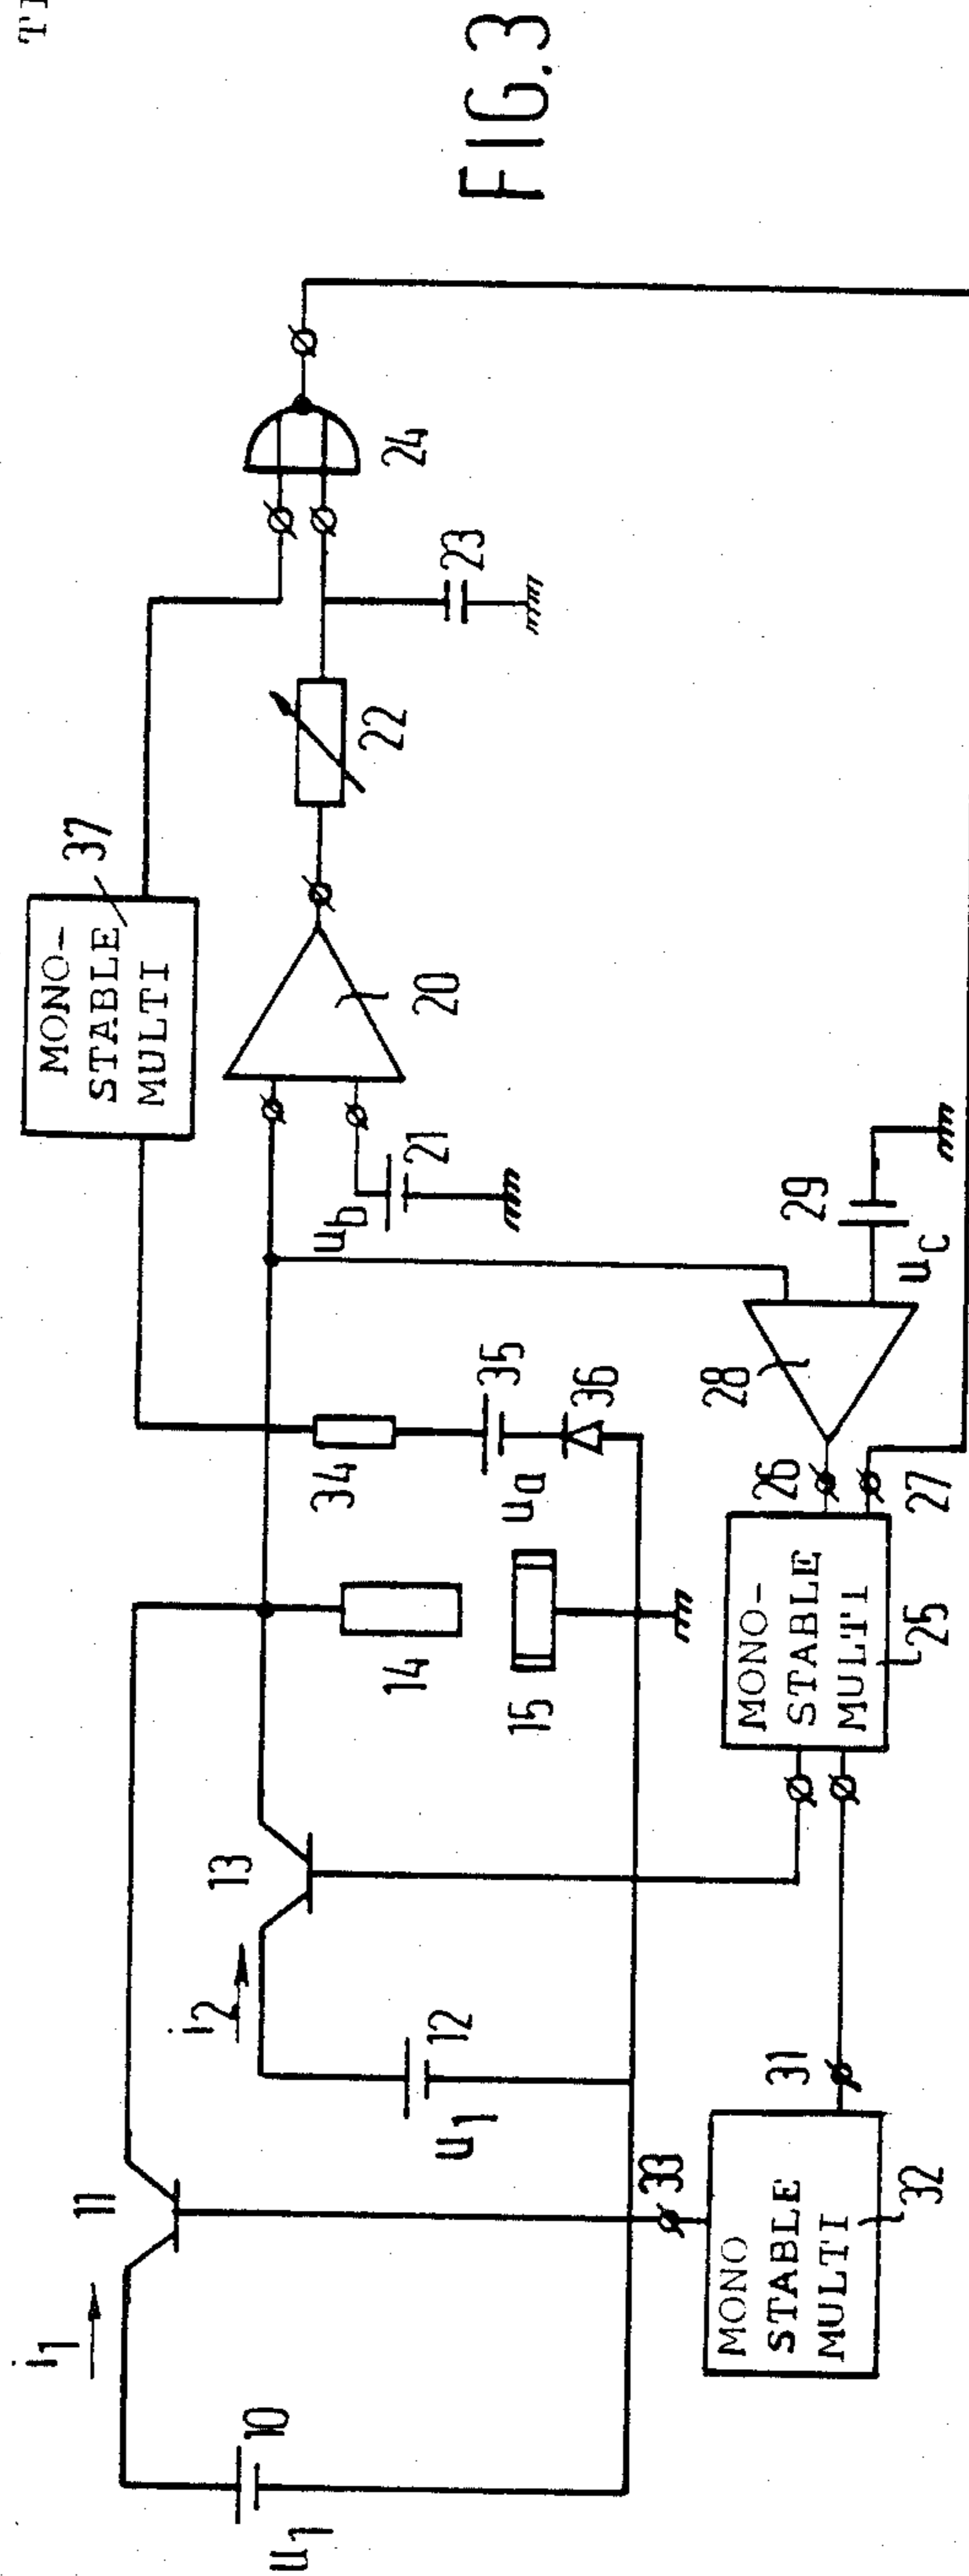 FIG. 3
MONO-
STABLE
MULTI
37
24
22
23
20
u_b
21
34
35
u_a
36
28
29
u_c
26
27
MONO-
STABLE
MULTI
25
14
15
13
i_2
12
u_1
11
i_1
10
u_1
31
33
MONO
STABLE
MULTI
32